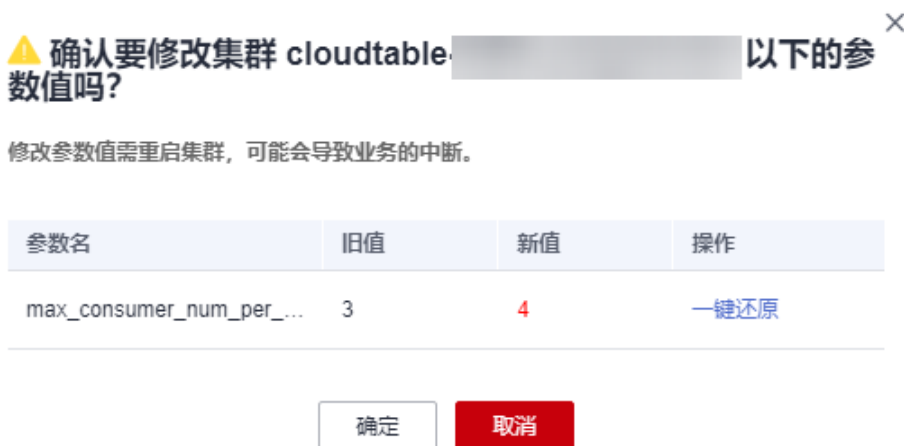 确认要修改集群 cloudtable- 以下的参
数值吗？
修改参数值需重启集群，可能会导致业务的中断。
参数名 旧值 新值 操作
max_consumer_num_per_... 3 4 一键还原
确定 取消